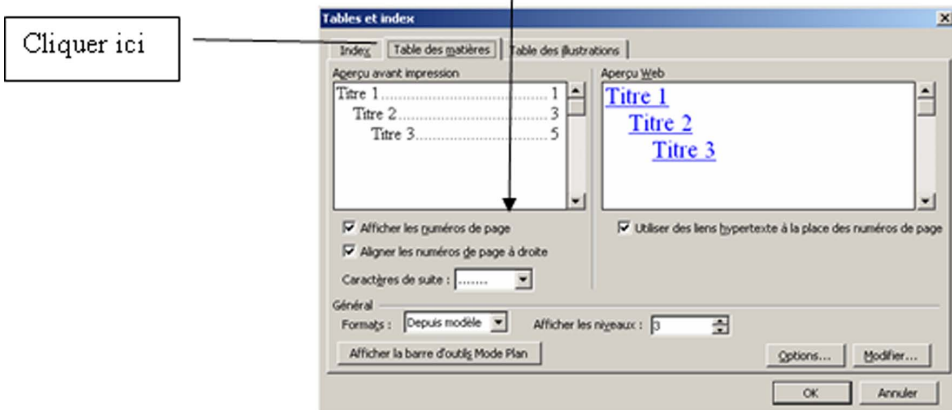 Cliquer ici
Tables et index
Index Table des matières Table des illustrations
Aperçu avant impression
Titre 1.................................... 1
Titre 2................................ 3
Titre 3............................ 5
Aperçu Web
Titre 1
Titre 2
Titre 3
Afficher les numéros de page
Aligner les numéros de page à droite
Caractères de suite : .......
Utiliser des liens hypertexte à la place des numéros de page
Général
Formats : Depuis modèle Afficher les niveaux : 3
Afficher la barre d'outils Mode Plan Options... Modifier...
OK Annuler